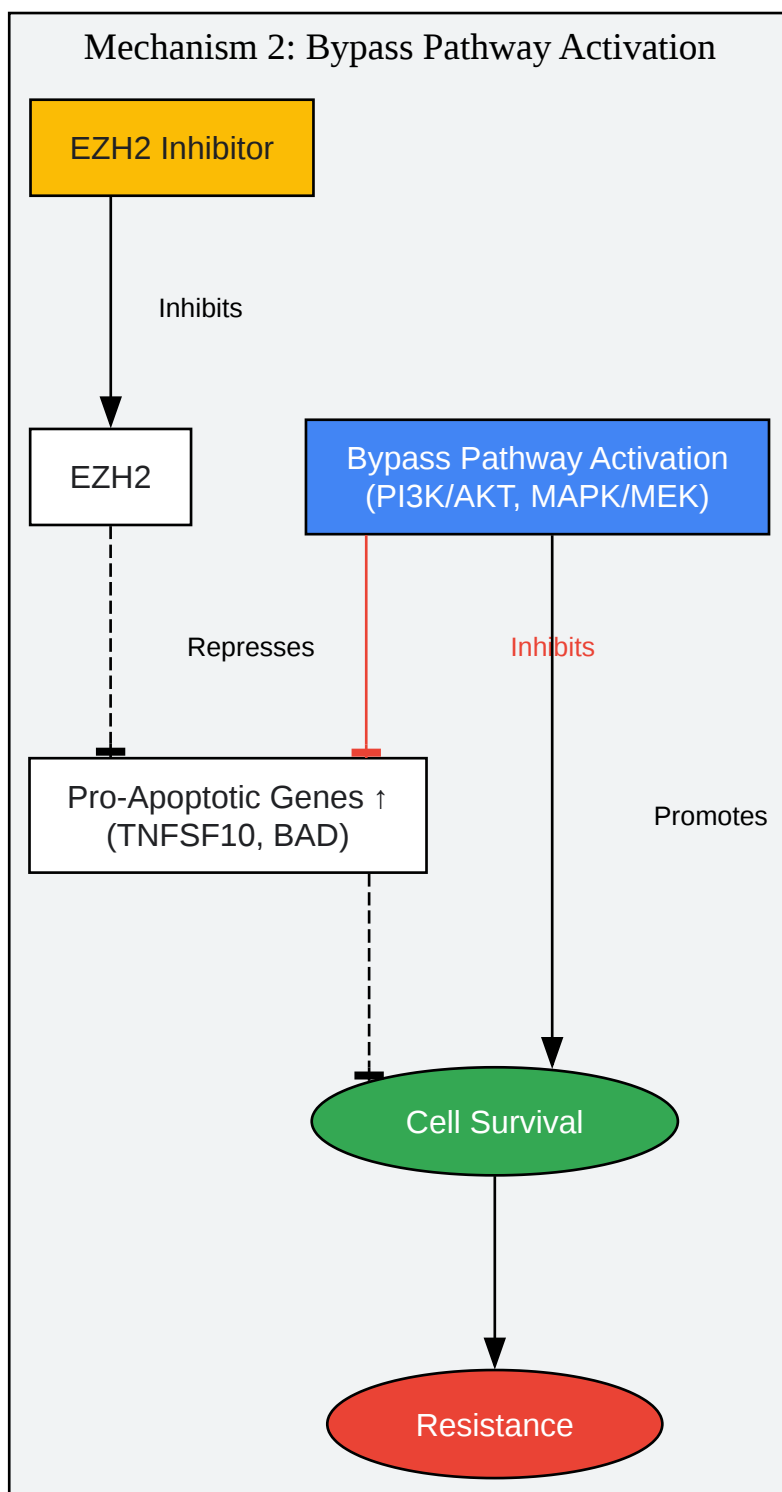 Mechanism 2: Bypass Pathway Activation
EZH2 Inhibitor
Inhibits
EZH2
Bypass Pathway Activation
(PI3K/AKT, MAPK/MEK)
Represses
Inhibits
Pro-Apoptotic Genes ↑
(TNFSF10, BAD)
Promotes
Cell Survival
Resistance